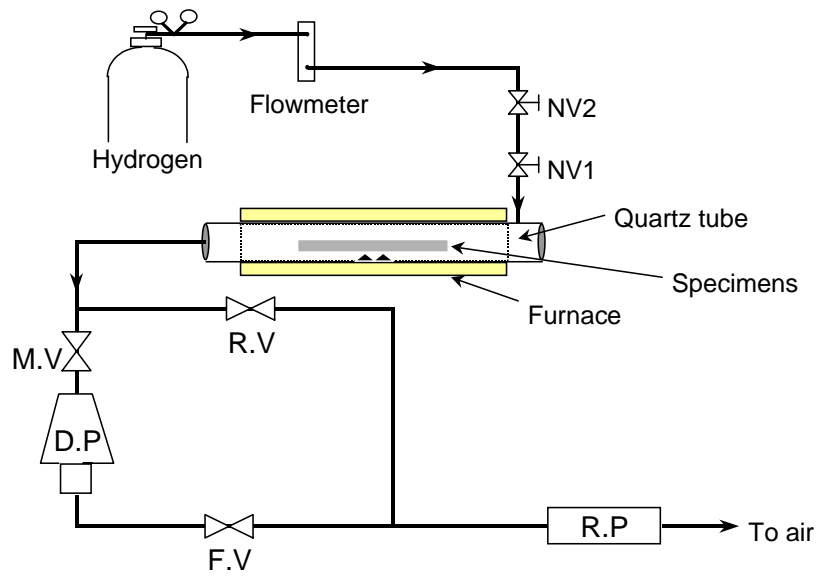 Flowmeter
Hydrogen
NV2
NV1
Quartz tube
Specimens
Furnace
R.V
M.V
D.P
F.V
R.P
To air